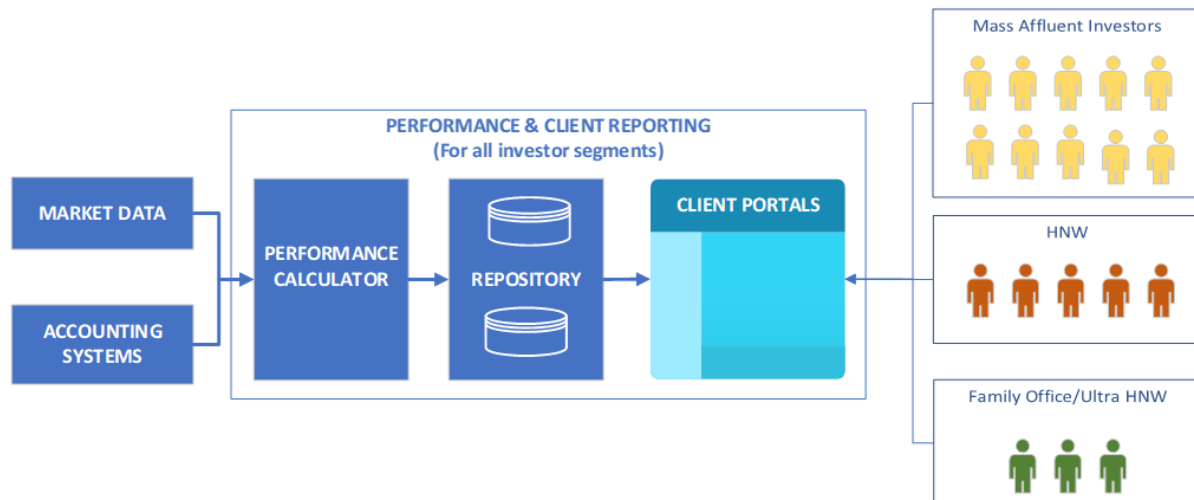 Mass Affluent Investors
PERFORMANCE & CLIENT REPORTING
(For all investor segments)
MARKET DATA
ACCOUNTING
SYSTEMS
PERFORMANCE
CALCULATOR
REPOSITORY
CLIENT PORTALS
HNW
Family Office/Ultra HNW